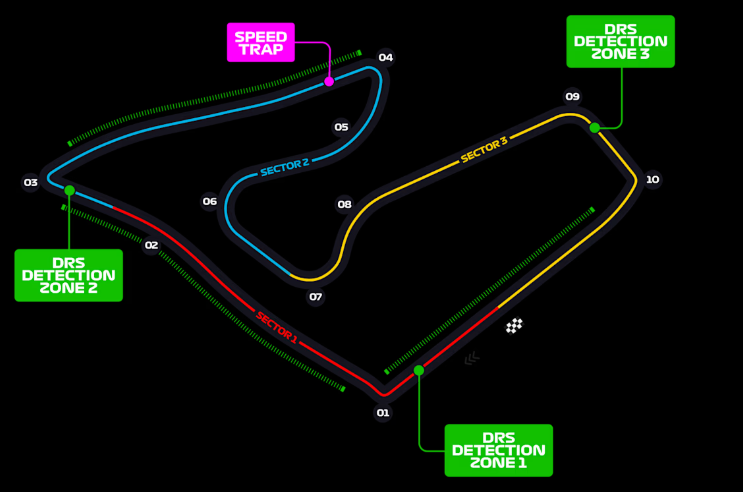 SPEED
TRAP
DRS
DETECTION
ZONE 3
04
09
05
SECTOR 3
SECTOR 2
03
10
06
08
02
DRS
DETECTION
ZONE 2
07
SECTOR 1
01
DRS
DETECTION
ZONE 1